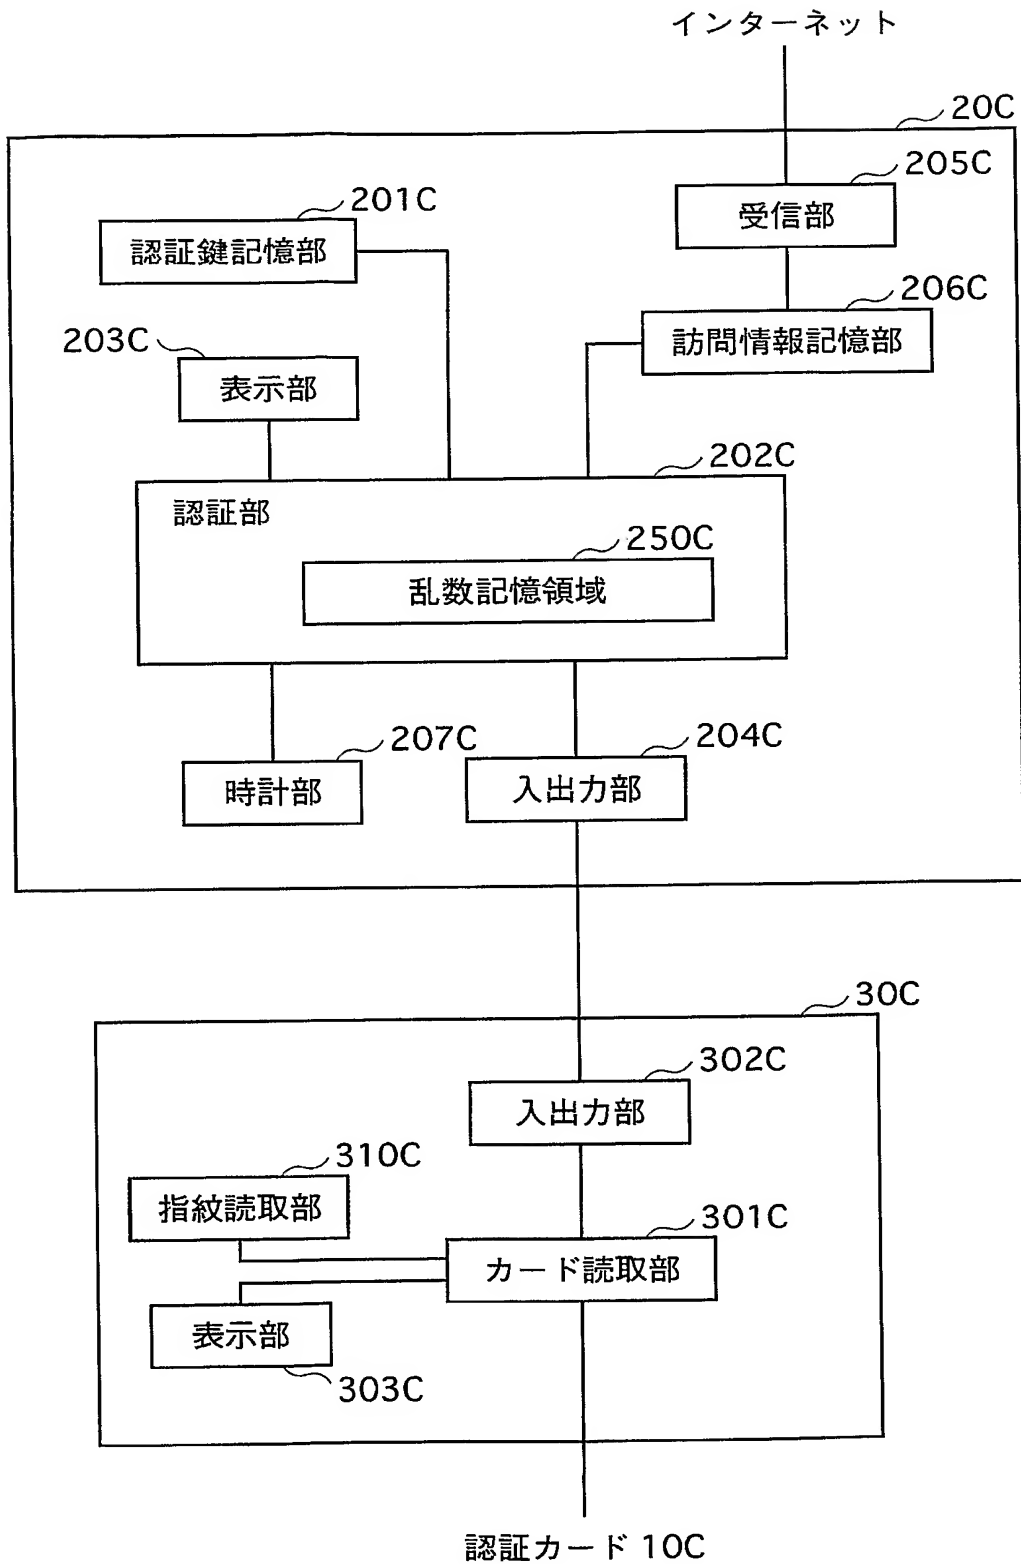 インターネット
20C
205C
受信部
201C
認証鍵記憶部
206C
訪問情報記憶部
203C
表示部
202C
認証部
250C
乱数記憶領域
207C
時計部
204C
入出力部
30C
302C
入出力部
310C
指紋読取部
301C
カード読取部
表示部
303C
認証カード 10C